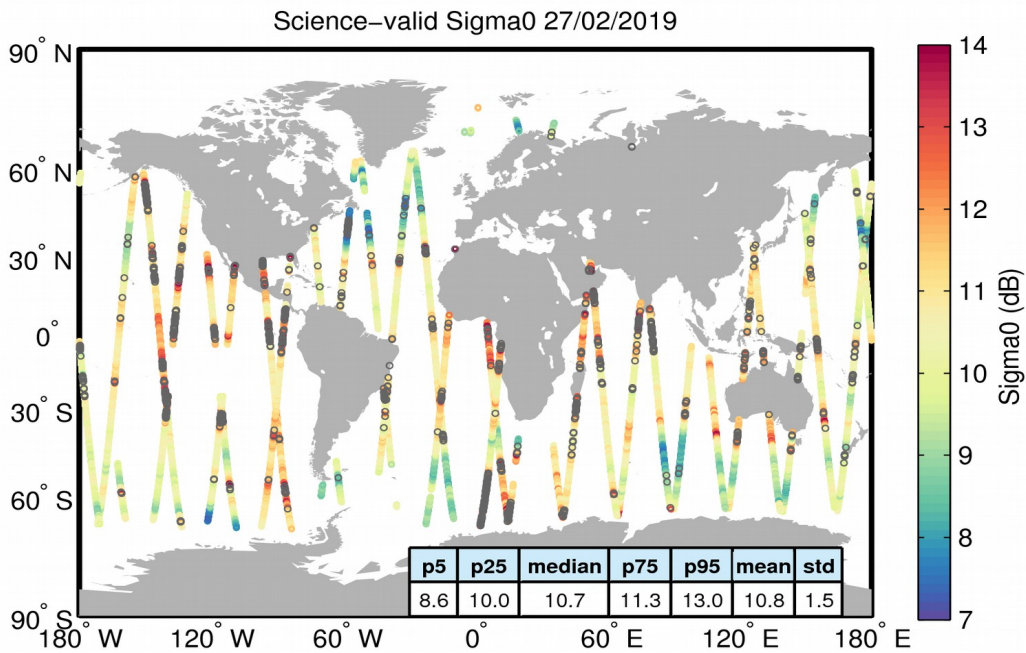 Science−valid Sigma0 27/02/2019
90° N
60° N
30° N
0°
30° S
60° S
90° S
180° W
120° W
60° W
0° E
60° E
120° E
180° E
p5 p25 median p75 p95 mean std
8.6 10.0 10.7 11.3 13.0 10.8 1.5
14
13
12
11
10
9
8
7
Sigma0 (dB)